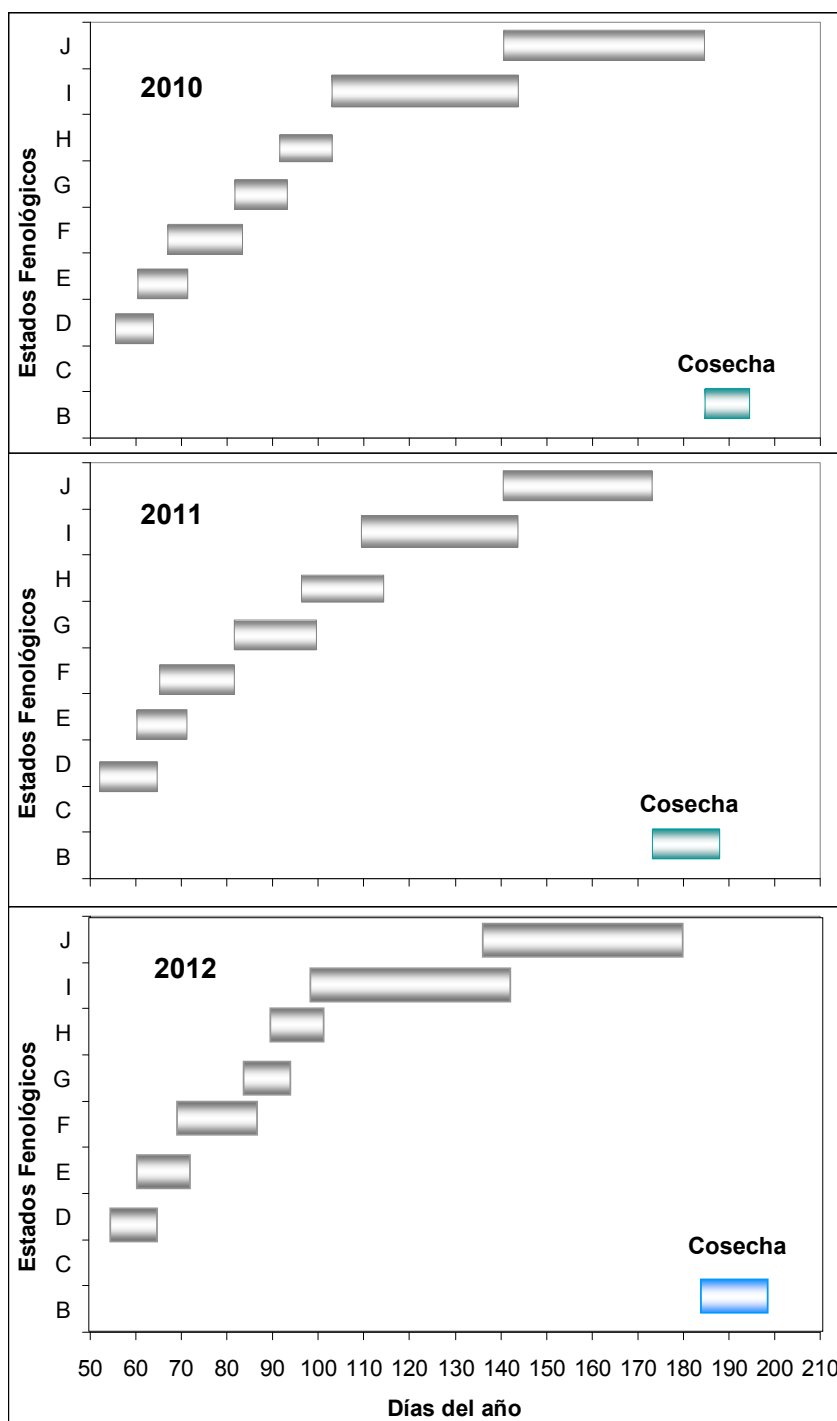 Estados Fenológicos
J
2010
I
H
G
F
E
D
C
Cosecha
B
Estados Fenológicos
J
2011
I
H
G
F
E
D
C
Cosecha
B
Estados Fenológicos
J
2012
I
H
G
F
E
D
C
Cosecha
B
50 60 70 80 90 100 110 120 130 140 150 160 170 180 190 200 210
Días del año